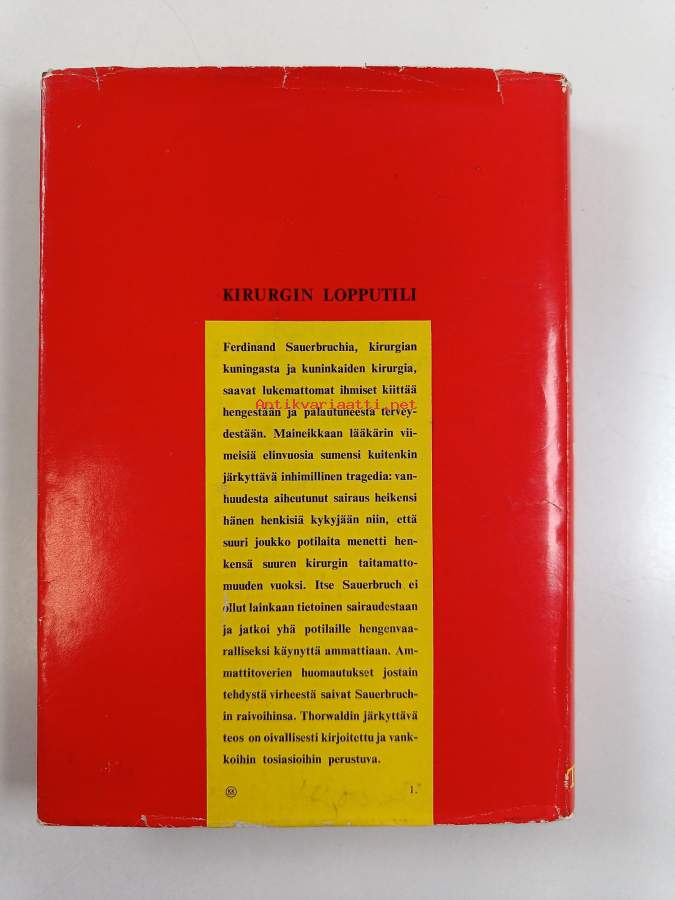 KIRURGIN LOPPUTILI
Ferdinand Sauerbruchia, kirurgian
kuningasta ja kuninkaiden kirurgia,
saavat lukemattomat ihmiset kiittää
Antikvariaatti.net
hengestään ja palautuneesta tervey-
destään. Maineikkaan lääkärin vii-
meisiä elinvuosia sumensi kuitenkin
järkyttävä inhimillinen tragedia: van-
huudesta aiheutunut sairaus heikensi
hänen henkisiä kykyjään niin, että
suuri joukko potilaita menetti hen-
kensä suuren kirurgin taitamatto-
muuden vuoksi. Itse Sauerbruch ei
ollut lainkaan tietoinen sairaudestaan
ja jatkoi yhä potilaille hengenvaa-
ralliseksi käynyttä ammattiaan. Am-
mattitoverien huomautukset jostain
tehdystä virheestä saivat Sauerbruch-
in raivoihinsa. Thorwaldin järkyttävä
teos on oivallisesti kirjoitettu ja vank-
koihin tosiasioihin perustuva.
1.